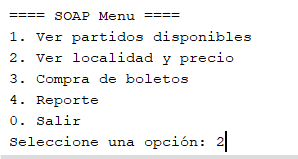 ==== SOAP Menu ====
1. Ver partidos disponibles
2. Ver localidad y precio
3. Compra de boletos
4. Reporte
0. Salir
Seleccione una opción: 2